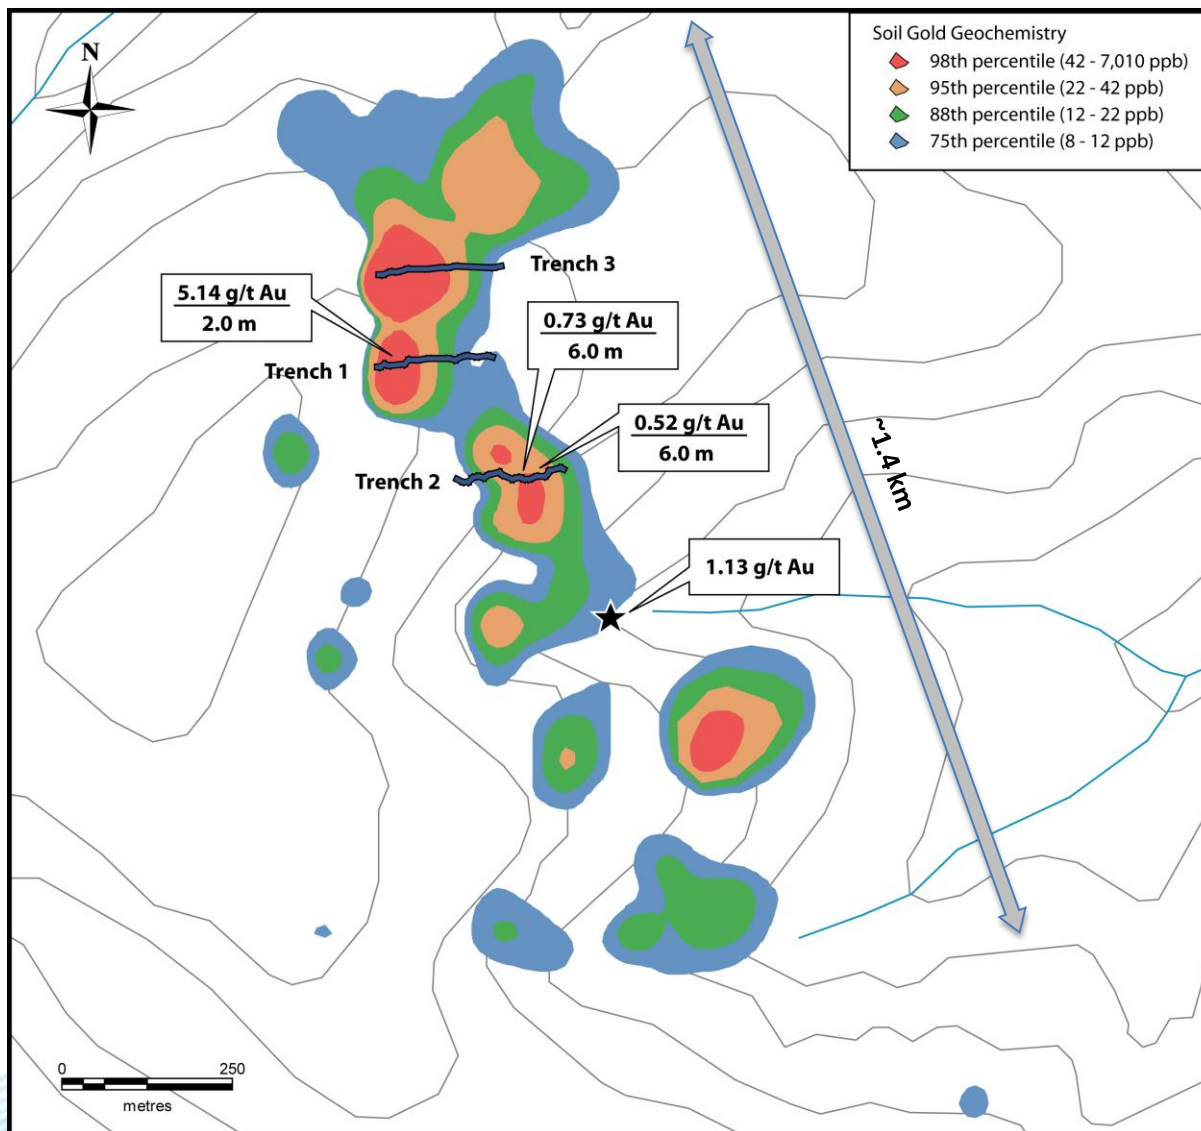 N
Soil Gold Geochemistry
98th percentile (42 - 7,010 ppb)
95th percentile (22 - 42 ppb)
88th percentile (12 - 22 ppb)
75th percentile (8 - 12 ppb)
Trench 3
5.14 g/t Au
2.0 m
0.73 g/t Au
6.0 m
Trench 1
0.52 g/t Au
6.0 m
~1.4 km
Trench 2
1.13 g/t Au
0 250
metres